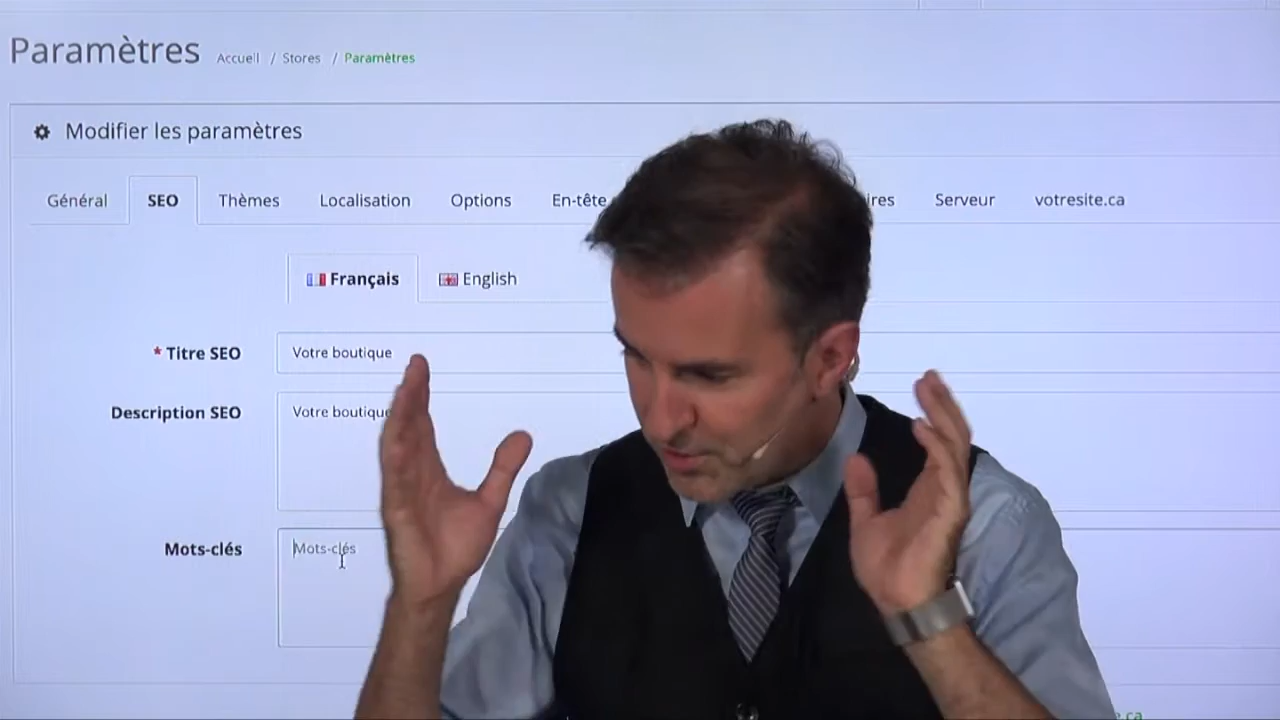 Paramètres Accueil / Stores / Paramètres
Modifier les paramètres
Général SEO Thèmes Localisation Options En-tête Serveur votresite.ca
Français English
* Titre SEO Votre boutique
Description SEO Votre boutique
Mots-clés Mots-clés